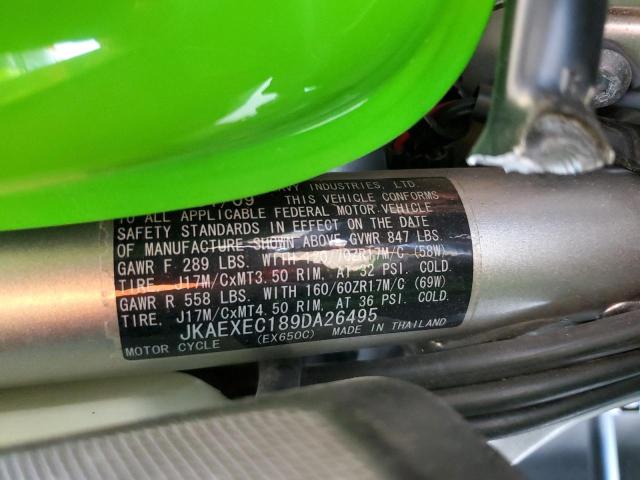 VY INDUSTRIES, LTD.
/09 THIS VEHICLE CONFORMS
TO ALL APPLICABLE FEDERAL MOTOR VEHICLE
SAFETY STANDARDS IN EFFECT ON THE DATE
OF MANUFACTURE SHOWN ABOVE GVWR 847 LBS.
GAWR F 289 LBS. WITH 120/70ZR17M/C (58W)
TIRE. J17M/CxMT3.50 RIM. AT 32 PSI. COLD.
GAWR R 558 LBS. WITH 160/60ZR17M/C (69W)
TIRE. J17M/CxMT4.50 RIM. AT 36 PSI. COLD.
JKAEXEC189DA26495
MOTOR CYCLE (EX650C) MADE IN THAILAND